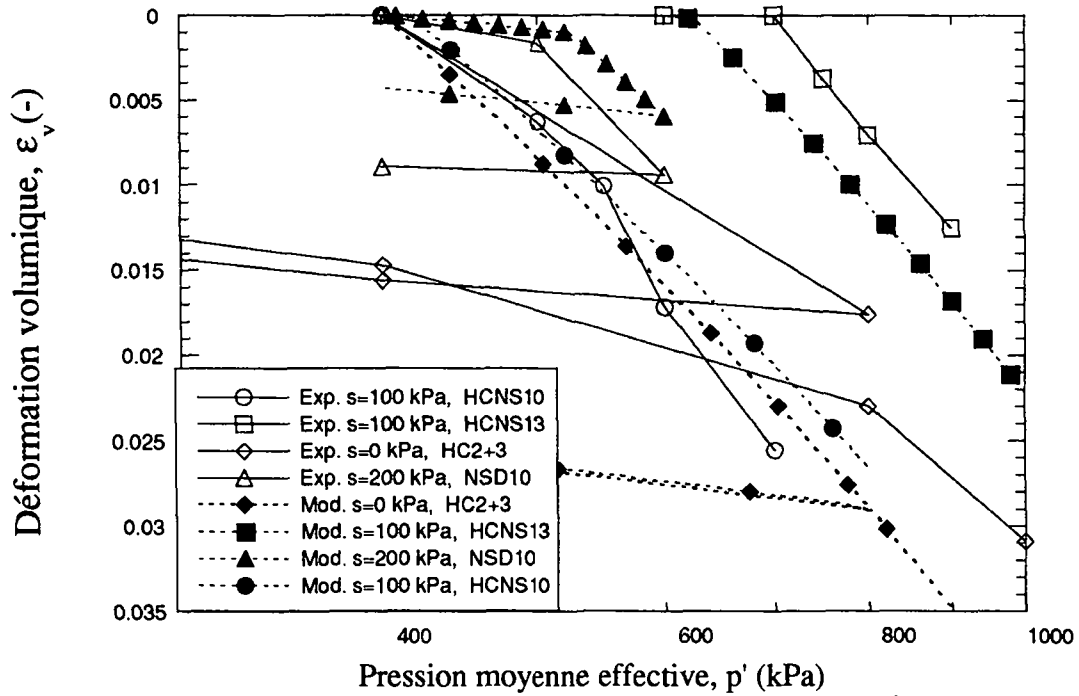 0
0.005
0.01
0.015
0.02
0.025
0.03
0.035
Déformation volumique, εv(-)
Exp. s=100 kPa, HCNS10
Exp. s=100 kPa, HCNS13
Exp. s=0 kPa, HC2+3
Exp. s=200 kPa, NSD10
Mod. s=0 kPa, HC2+3
Mod. s=100 kPa, HCNS13
Mod. s=200 kPa, NSD10
Mod. s=100 kPa, HCNS10
400 600 800 1000
Pression moyenne effective, p' (kPa)